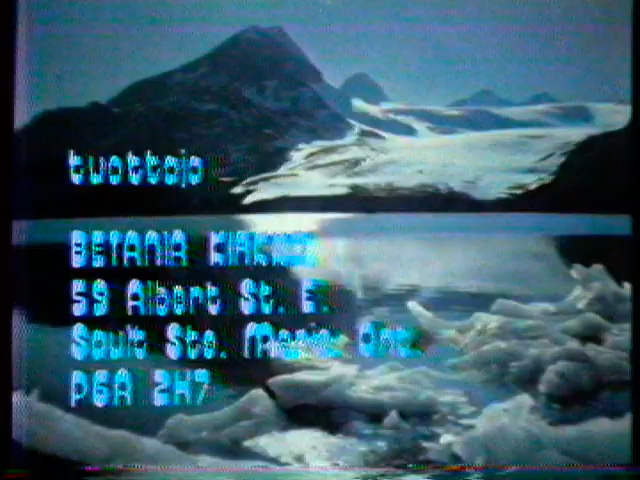 tuottaja
BETANIA KIRKKO
59 Albert St. E.
Sault Ste. Marie, Ont.
P6A 2H7